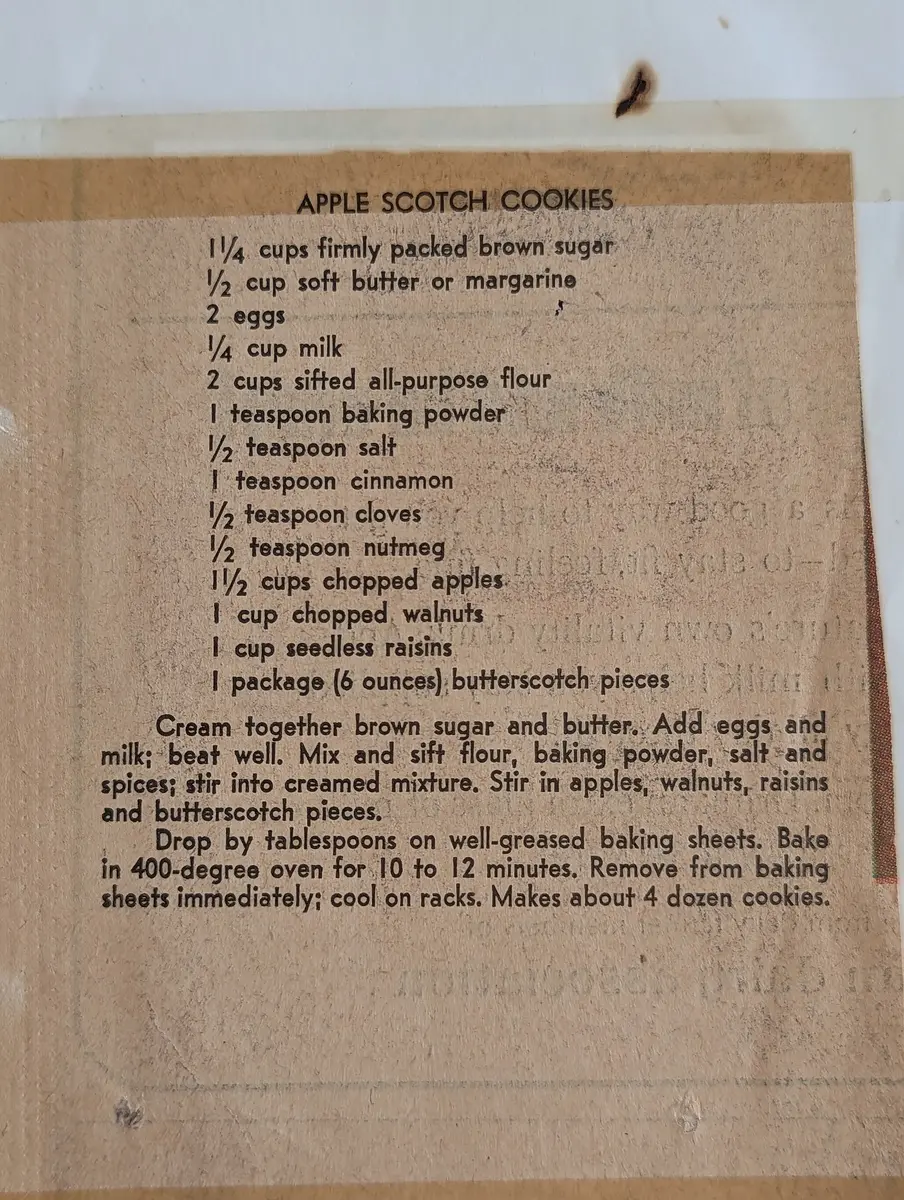 APPLE SCOTCH COOKIES
1 1/4 cups firmly packed brown sugar
1/2 cup soft butter or margarine
2 eggs
1/4 cup milk
2 cups sifted all-purpose flour
1 teaspoon baking powder
1/2 teaspoon salt
1 teaspoon cinnamon
1/2 teaspoon cloves
1/2 teaspoon nutmeg
1 1/2 cups chopped apples
1 cup chopped walnuts
1 cup seedless raisins
1 package (6 ounces) butterscotch pieces
Cream together brown sugar and butter. Add eggs and
milk; beat well. Mix and sift flour, baking powder, salt and
spices; stir into creamed mixture. Stir in apples, walnuts, raisins
and butterscotch pieces.
Drop by tablespoons on well-greased baking sheets. Bake
in 400-degree oven for 10 to 12 minutes. Remove from baking
sheets immediately; cool on racks. Makes about 4 dozen cookies.